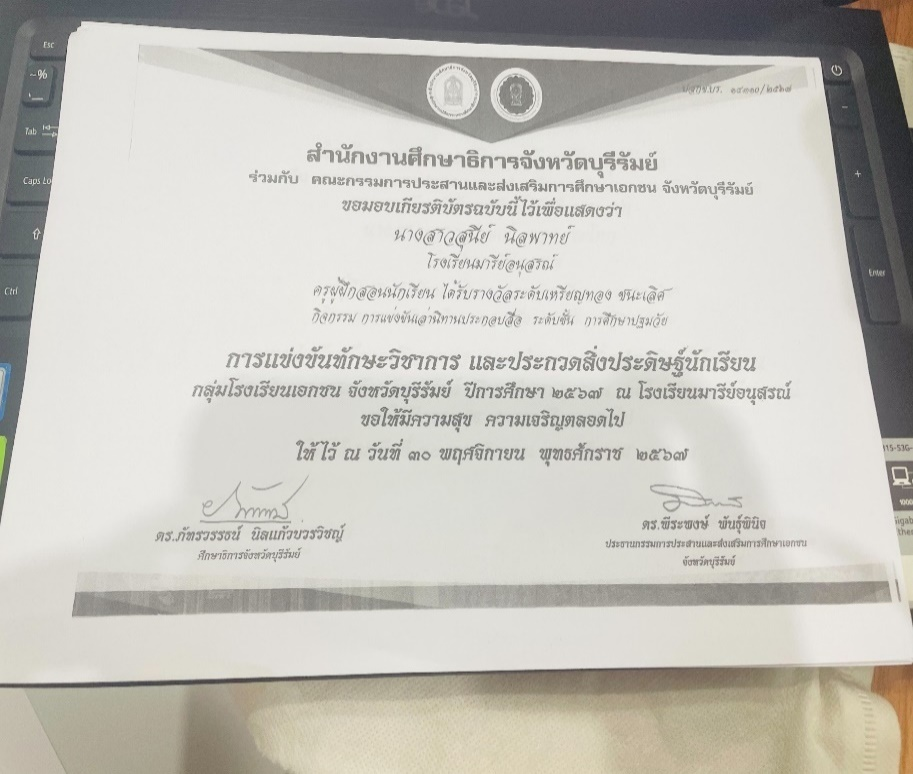 Esc
~%
Tab
Caps Lo
Ctrl
Enter
๑๙๓๑๐/๒๕๖๗
สำนักงานศึกษาธิการจังหวัดบุรีรัมย์
ร่วมกับ คณะกรรมการประสานและส่งเสริมการศึกษาเอกชน จังหวัดบุรีรัมย์
ขอมอบเกียรติบัตรฉบับนี้ไว้เพื่อแสดงว่า
นางสาวสุนีย์ นิลพาทย์
โรงเรียนมารีย์อนุสรณ์
ครูผู้ฝึกสอนนักเรียน ได้รับรางวัลระดับเหรียญทอง ชนะเลิศ
กิจกรรม การแข่งขันเล่านิทานประกอบสื่อ ระดับชั้น การศึกษาปฐมวัย
การแข่งขันทักษะวิชาการ และประกวดสิ่งประดิษฐ์นักเรียน
กลุ่มโรงเรียนเอกชน จังหวัดบุรีรัมย์ ปีการศึกษา ๒๕๖๗ ณ โรงเรียนมารีย์อนุสรณ์
ขอให้มีความสุข ความเจริญตลอดไป
ให้ไว้ ณ วันที่ ๓๐ พฤศจิกายน พุทธศักราช ๒๕๖๗
ดร.ภัทรวรรธน์ นิลแก้วบวรวิชญ์
ศึกษาธิการจังหวัดบุรีรัมย์
ดร.พีระพงษ์ พันธุ์พินิจ
ประธานกรรมการประสานและส่งเสริมการศึกษาเอกชน
จังหวัดบุรีรัมย์